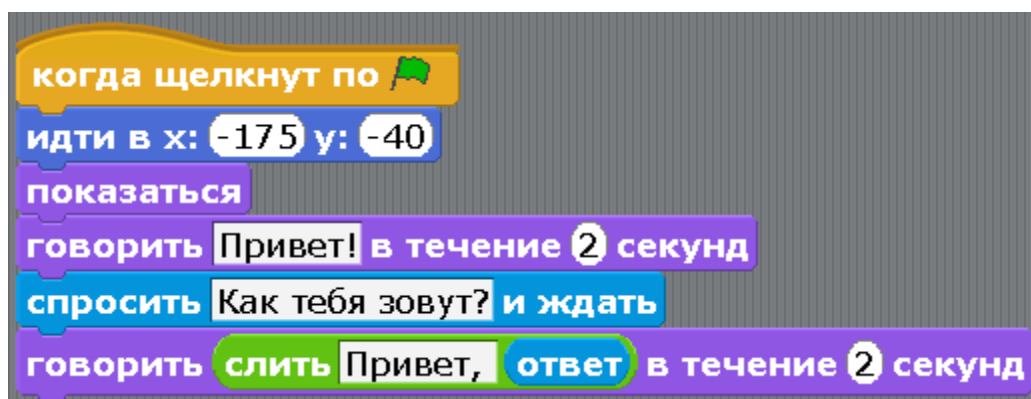 когда щелкнут по
идти в x: -175 y: -40
показаться
говорить Привет! в течение 2 секунд
спросить Как тебя зовут? и ждать
говорить слить Привет, ответ в течение 2 секунд